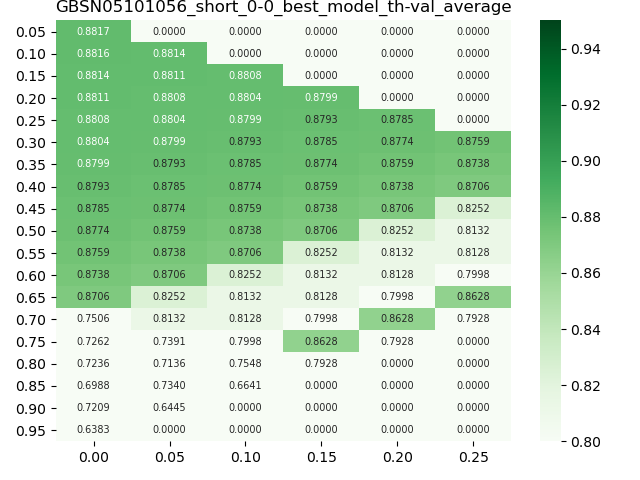 GBSN05101056_short_0-0_best_model_th-val_average
0.05 0.8817 0.0000 0.0000 0.0000 0.0000 0.0000
0.10 0.8816 0.8814 0.0000 0.0000 0.0000 0.0000
0.15 0.8814 0.8811 0.8808 0.0000 0.0000 0.0000
0.20 0.8811 0.8808 0.8804 0.8799 0.0000 0.0000
0.25 0.8808 0.8804 0.8799 0.8793 0.8785 0.0000
0.30 0.8804 0.8799 0.8793 0.8785 0.8774 0.8759
0.35 0.8799 0.8793 0.8785 0.8774 0.8759 0.8738
0.40 0.8793 0.8785 0.8774 0.8759 0.8738 0.8706
0.45 0.8785 0.8774 0.8759 0.8738 0.8706 0.8252
0.50 0.8774 0.8759 0.8738 0.8706 0.8252 0.8132
0.55 0.8759 0.8738 0.8706 0.8252 0.8132 0.8128
0.60 0.8738 0.8706 0.8252 0.8132 0.8128 0.7998
0.65 0.8706 0.8252 0.8132 0.8128 0.7998 0.8628
0.70 0.7506 0.8132 0.8128 0.7998 0.8628 0.7928
0.75 0.7262 0.7391 0.7998 0.8628 0.7928 0.0000
0.80 0.7236 0.7136 0.7548 0.7928 0.0000 0.0000
0.85 0.6988 0.7340 0.6641 0.0000 0.0000 0.0000
0.90 0.7209 0.6445 0.0000 0.0000 0.0000 0.0000
0.95 0.6383 0.0000 0.0000 0.0000 0.0000 0.0000
0.00 0.05 0.10 0.15 0.20 0.25
0.94
0.92
0.90
0.88
0.86
0.84
0.82
0.80